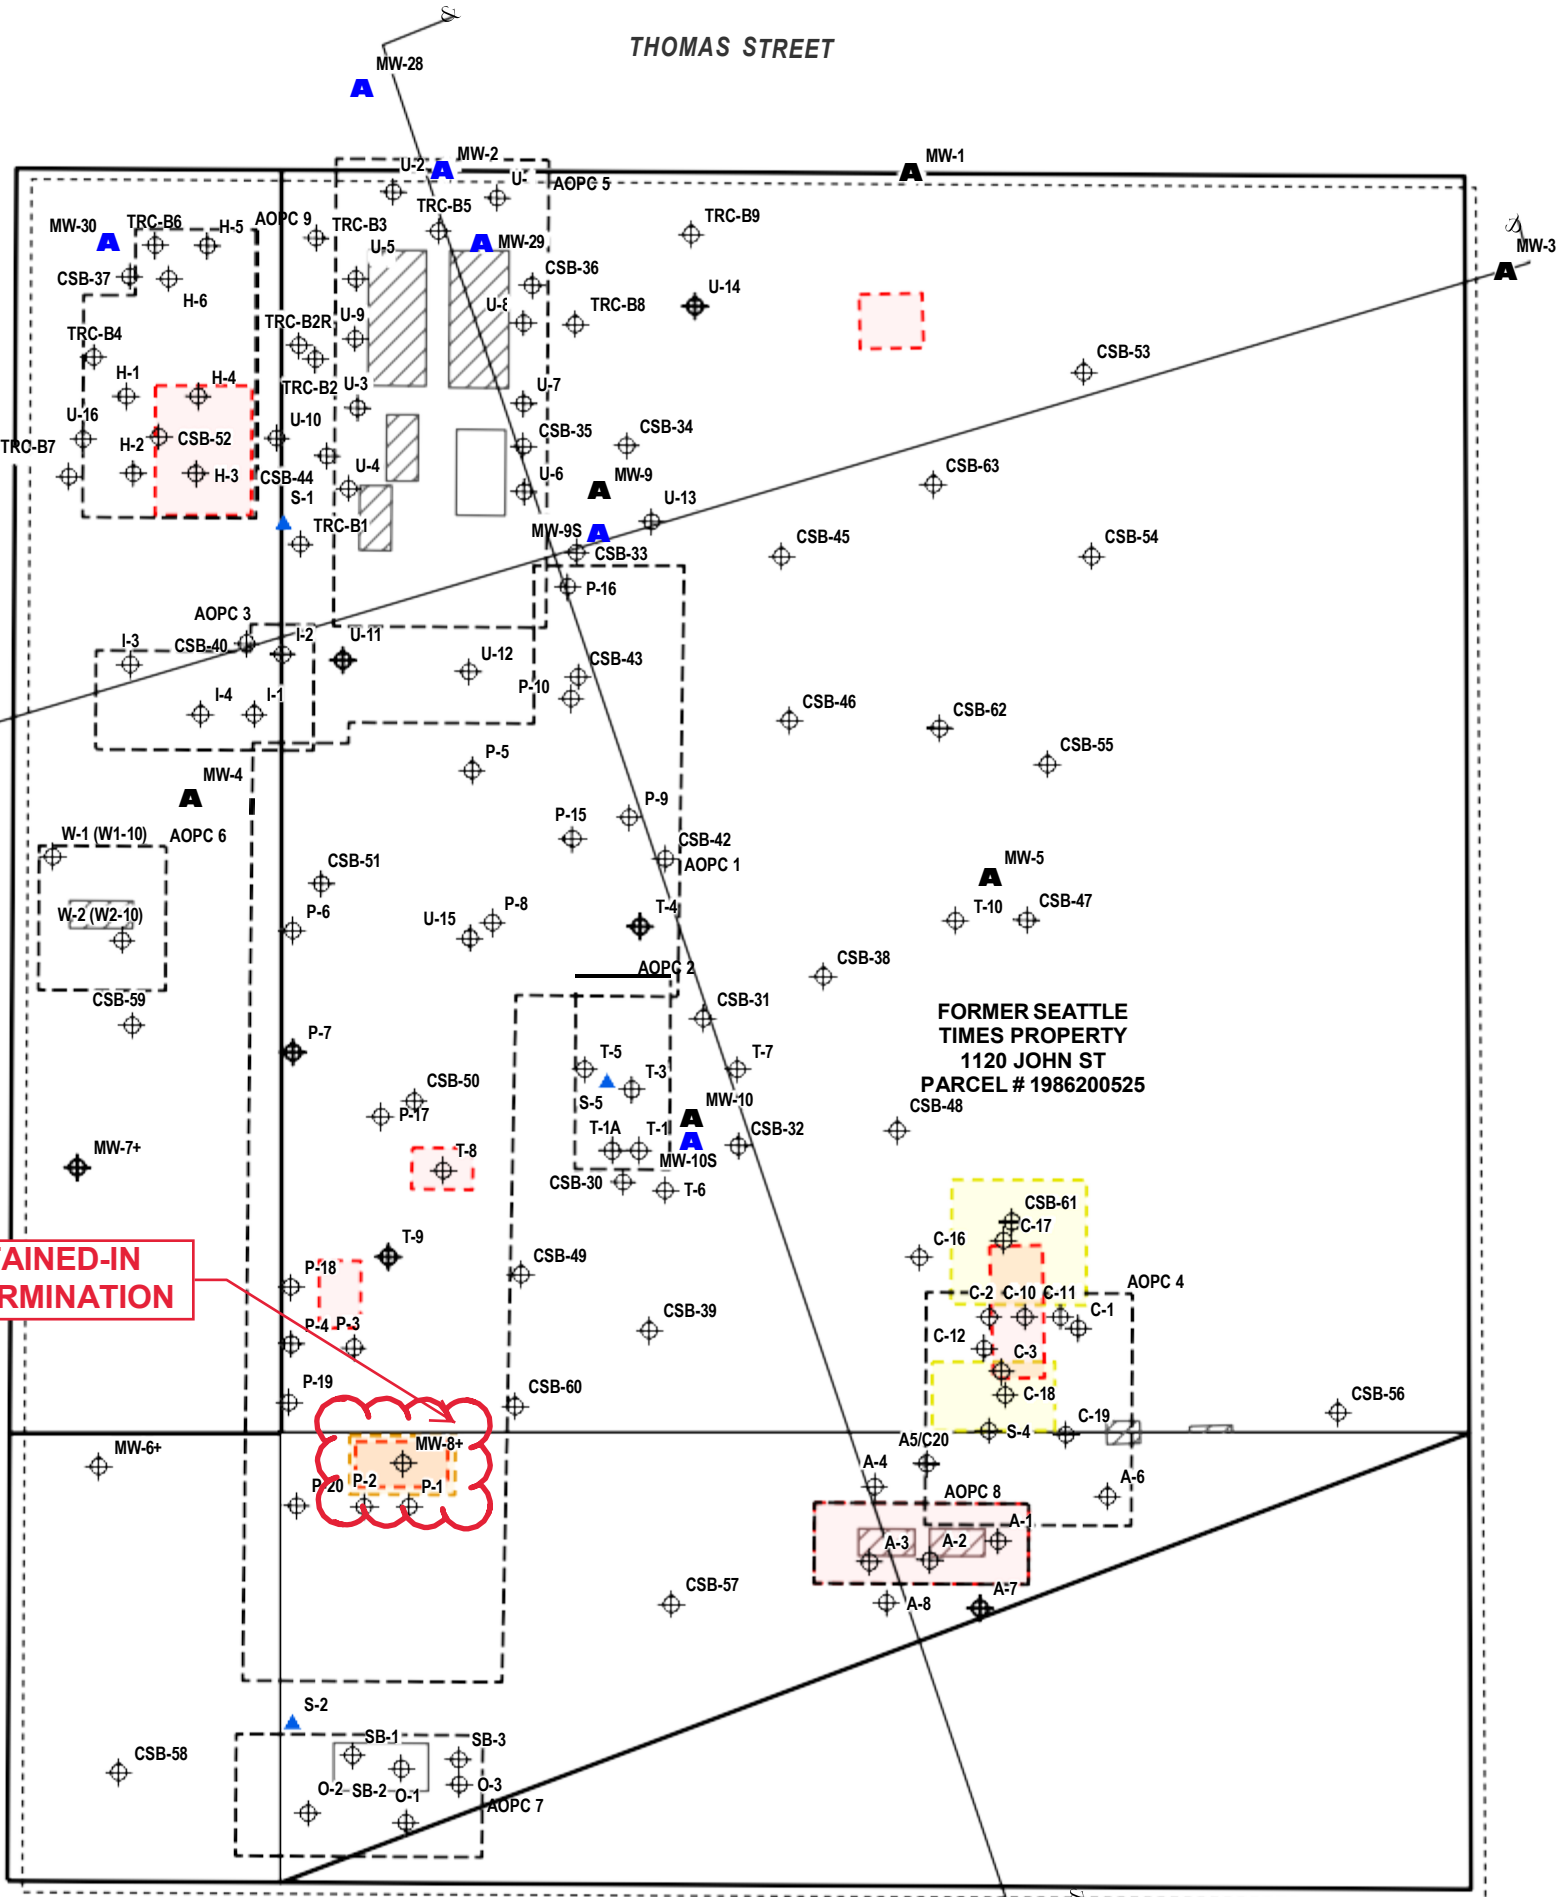 THOMAS STREET
MW-28
MW-2
MW-1
U-2
U-
AOPC 5
TRC-B5
TRC-B9
MW-3
MW-30
TRC-B6
H-5
AOPC 9
TRC-B3
U-5
MW-29
CSB-37
H-6
CSB-36
U-8
TRC-B8
U-14
TRC-B4
TRC-B2R
U-9
CSB-53
H-1
H-4
TRC-B2
U-3
U-7
U-16
U-10
TRC-B7
H-2
CSB-52
CSB-35
CSB-34
H-3
CSB-44
U-4
U-6
MW-9
CSB-63
S-1
U-13
TRC-B1
MW-9S
CSB-33
CSB-45
CSB-54
P-16
AOPC 3
I-3
CSB-40
I-2
U-11
U-12
CSB-43
P-10
I-4
I-1
CSB-46
CSB-62
CSB-55
P-5
MW-4
P-9
P-15
W-1 (W1-10)
AOPC 6
CSB-42
AOPC 1
MW-5
CSB-51
W-2 (W2-10)
P-6
U-15
P-8
T-4
T-10
CSB-47
AOPC 2
CSB-38
CSB-59
CSB-31
FORMER SEATTLE
TIMES PROPERTY
1120 JOHN ST
PARCEL # 1986200525
P-7
T-5
T-7
CSB-50
T-3
S-5
P-17
MW-10
CSB-48
T-1A
T-1
CSB-32
MW-7+
T-8
MW-10S
CSB-30
T-6
CSB-61
C-17
TAINED-IN
RMINATION
T-9
CSB-49
C-16
P-18
AOPC 4
C-2
C-10
C-11
C-1
P-4
P-3
CSB-39
C-12
C-3
P-19
CSB-60
C-18
CSB-56
S-4
C-19
MW-6+
MW-8+
A5/C20
A-4
A-6
P-20
P-2
P-1
AOPC 8
A-1
A-3
A-2
CSB-57
A-8
A-7
S-2
CSB-58
SB-1
SB-3
O-2
SB-2
O-1
O-3
AOPC 7